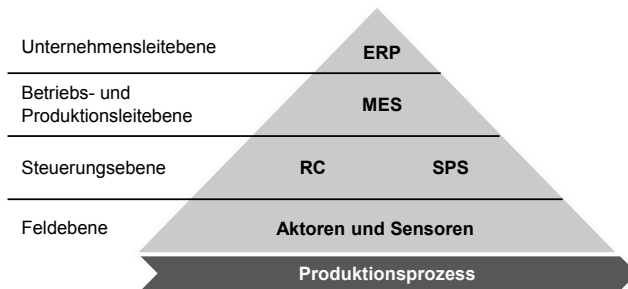 Unternehmensleitebene
ERP
Betriebs- und
Produktionsleitebene
MES
Steuerungsebene
RC
SPS
Feldebene
Aktoren und Sensoren
Produktionsprozess